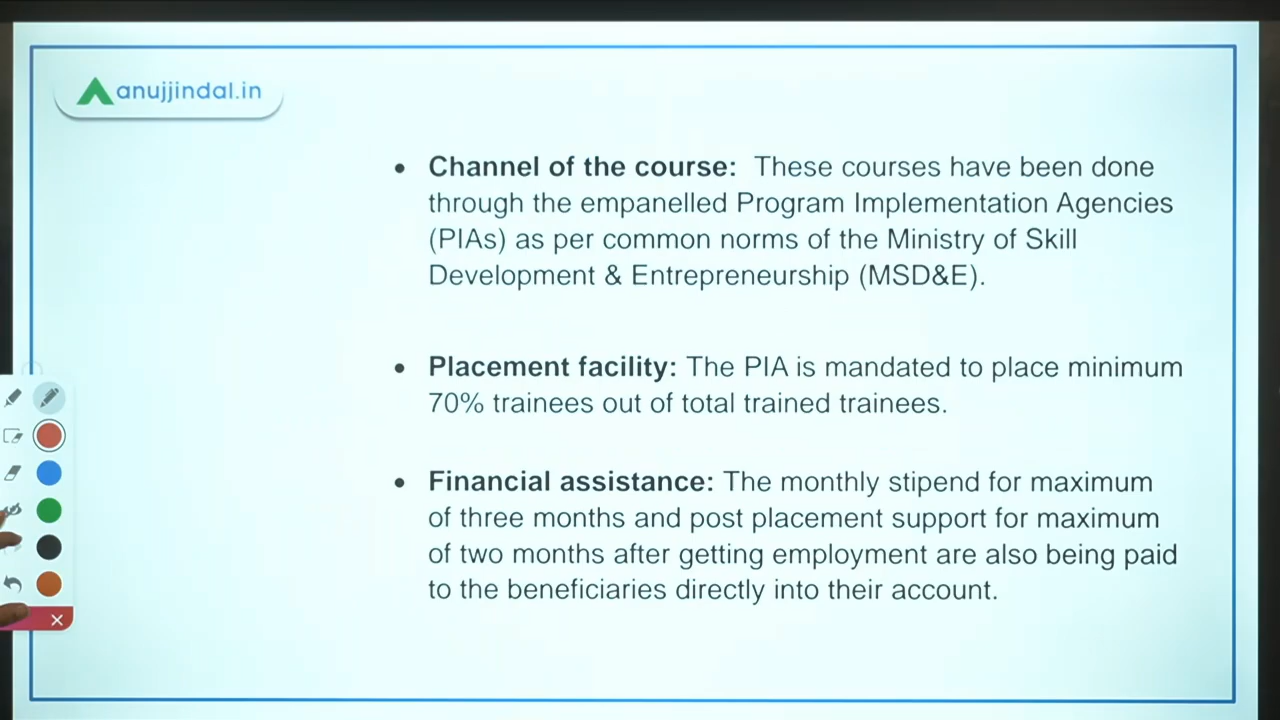 anujjindal.in
• Channel of the course: These courses have been done
through the empanelled Program Implementation Agencies
(PIAs) as per common norms of the Ministry of Skill
Development & Entrepreneurship (MSD&E).
• Placement facility: The PIA is mandated to place minimum
70% trainees out of total trained trainees.
• Financial assistance: The monthly stipend for maximum
of three months and post placement support for maximum
of two months after getting employment are also being paid
to the beneficiaries directly into their account.